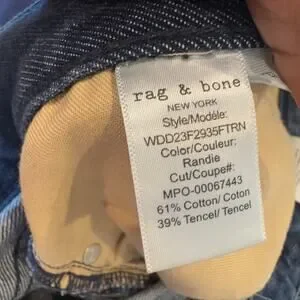 rag & bone
NEW YORK
Style/Modéle:
WDD23F2935FTRN
Color/Couleur:
Randie
Cut/Coupe#:
MPO-00067443
61% Cotton/ Coton
39% Tencel/ Tencel